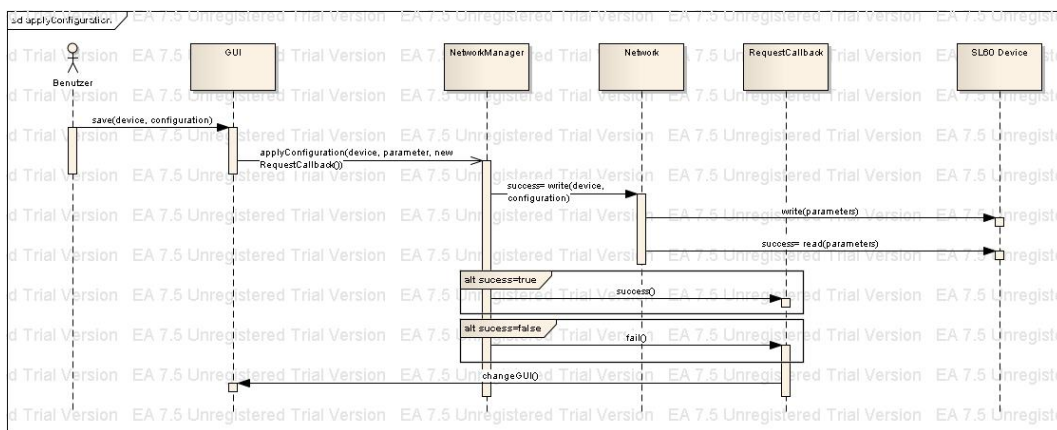 sd applyConfiguration
Benutzer
GUI
NetworkManager
Network
RequestCallback
SL60 Device
save(device, configuration)
applyConfiguration(device, parameter, new
RequestCallback())
success= write(device,
configuration)
write(parameters)
success= read(parameters)
alt sucess=true
success()
alt sucess=false
fail()
changeGUI()
EA 7.5 Unregistered Trial Version